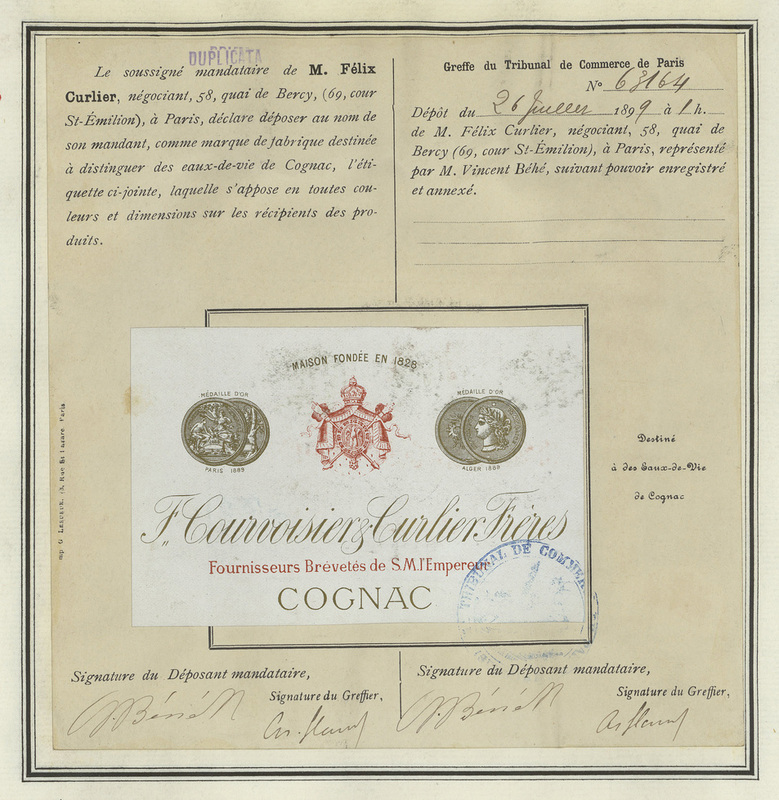 DUPLICATA
Le soussigné mandataire de M. Félix
Curlier, négociant, 58, quai de Bercy, (69, cour
St-Émilion), à Paris, déclare déposer au nom de
son mandant, comme marque de fabrique destinée
à distinguer des eaux-de-vie de Cognac, l'éti-
quette ci-jointe, laquelle s'appose en toutes cou-
leurs et dimensions sur les récipients des pro-
duits.
Greffe du Tribunal de Commerce de Paris
N° 63164
Dépôt du 26 Juillet 1899 à 1 h.
de M. Félix Curlier, négociant, 58, quai de
Bercy (69, cour St-Émilion), à Paris, représenté
par M. Vincent Béhé, suivant pouvoir enregistré
et annexé.
MAISON FONDÉE EN 1828
MÉDAILLE D'OR
PARIS 1889
MÉDAILLE D'OR
ALGER 1889
F. Courvoisier & Curlier Frères
Fournisseurs Brévetés de S.M. l'Empereur
COGNAC
TRIBUNAL DE COMMER
Destiné
à des Eaux-de-Vie
de Cognac
Paris
Signature du Déposant mandataire,
Signature du Greffier,
Signature du Déposant mandataire,
Signature du Greffier,